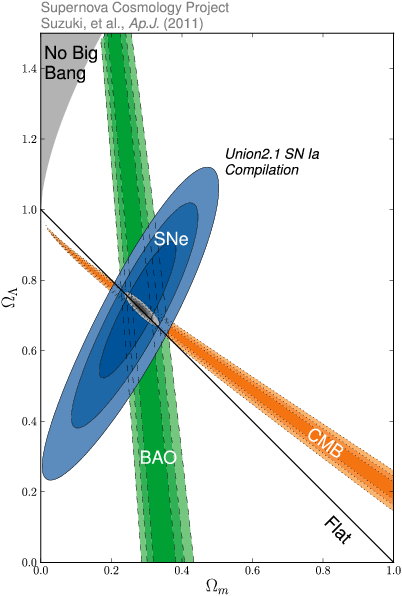 Supernova Cosmology Project
Suzuki, et al., Ap.J. (2011)
No Big
Bang
Union2.1 SN Ia
Compilation
SNe
BAO
CMB
Flat
1.4
1.2
1.0
0.8
0.6
0.4
0.2
0.0
Ω_Λ
0.0 0.2 0.4 0.6 0.8 1.0
Ω_m